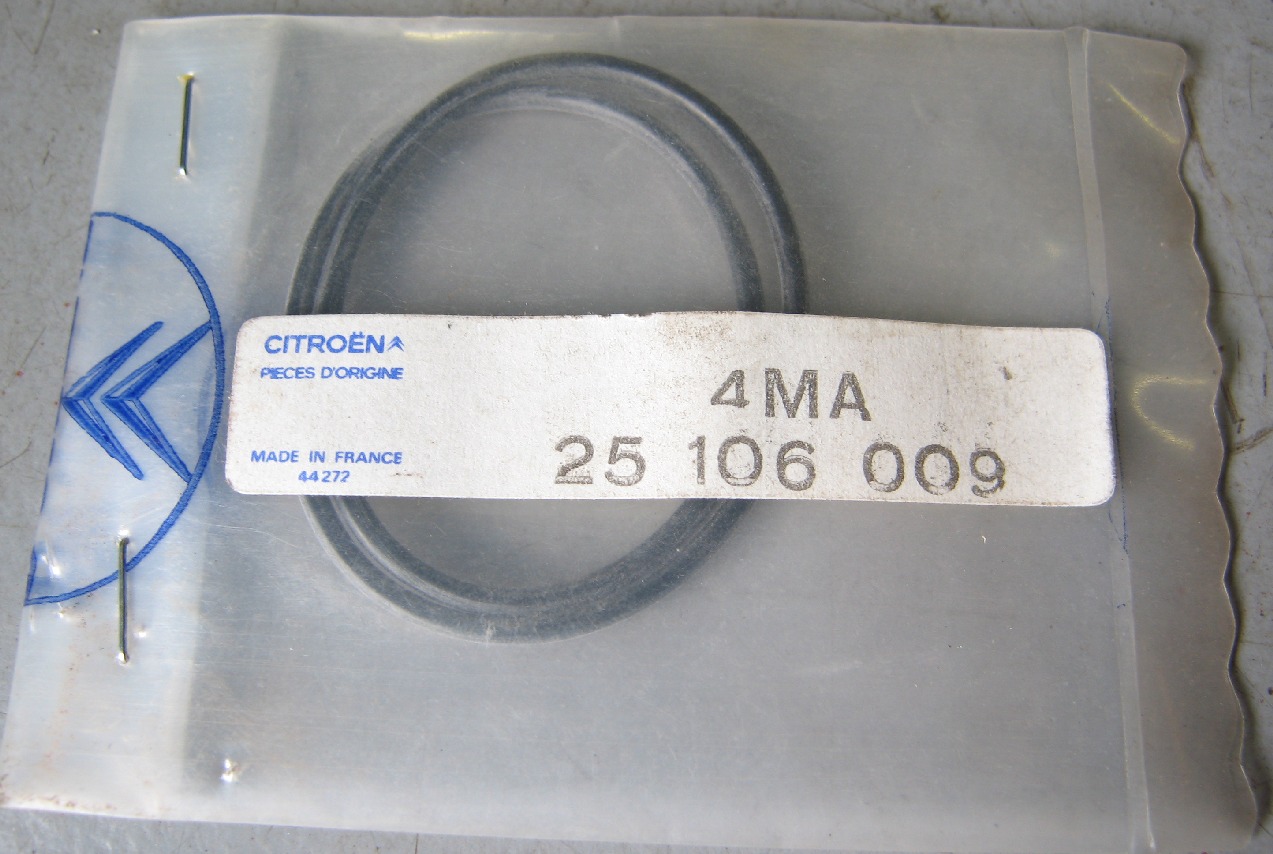 CITROËN
PIECES D'ORIGINE
4MA
25 106 009
MADE IN FRANCE
44272